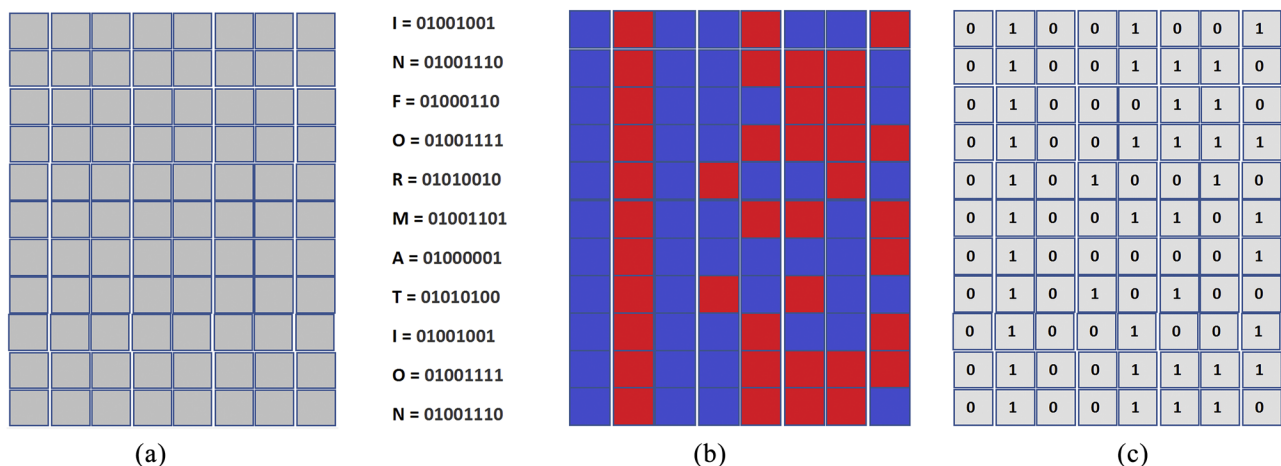 I = 01001001
N = 01001110
F = 01000110
O = 01001111
R = 01010010
M = 01001101
A = 01000001
T = 01010100
I = 01001001
O = 01001111
N = 01001110
0 1 0 0 1 0 0 1
0 1 0 0 1 1 1 0
0 1 0 0 0 1 1 0
0 1 0 0 1 1 1 1
0 1 0 1 0 0 1 0
0 1 0 0 1 1 0 1
0 1 0 0 0 0 0 1
0 1 0 1 0 1 0 0
0 1 0 0 1 0 0 1
0 1 0 0 1 1 1 1
0 1 0 0 1 1 1 0
(a) (b) (c)